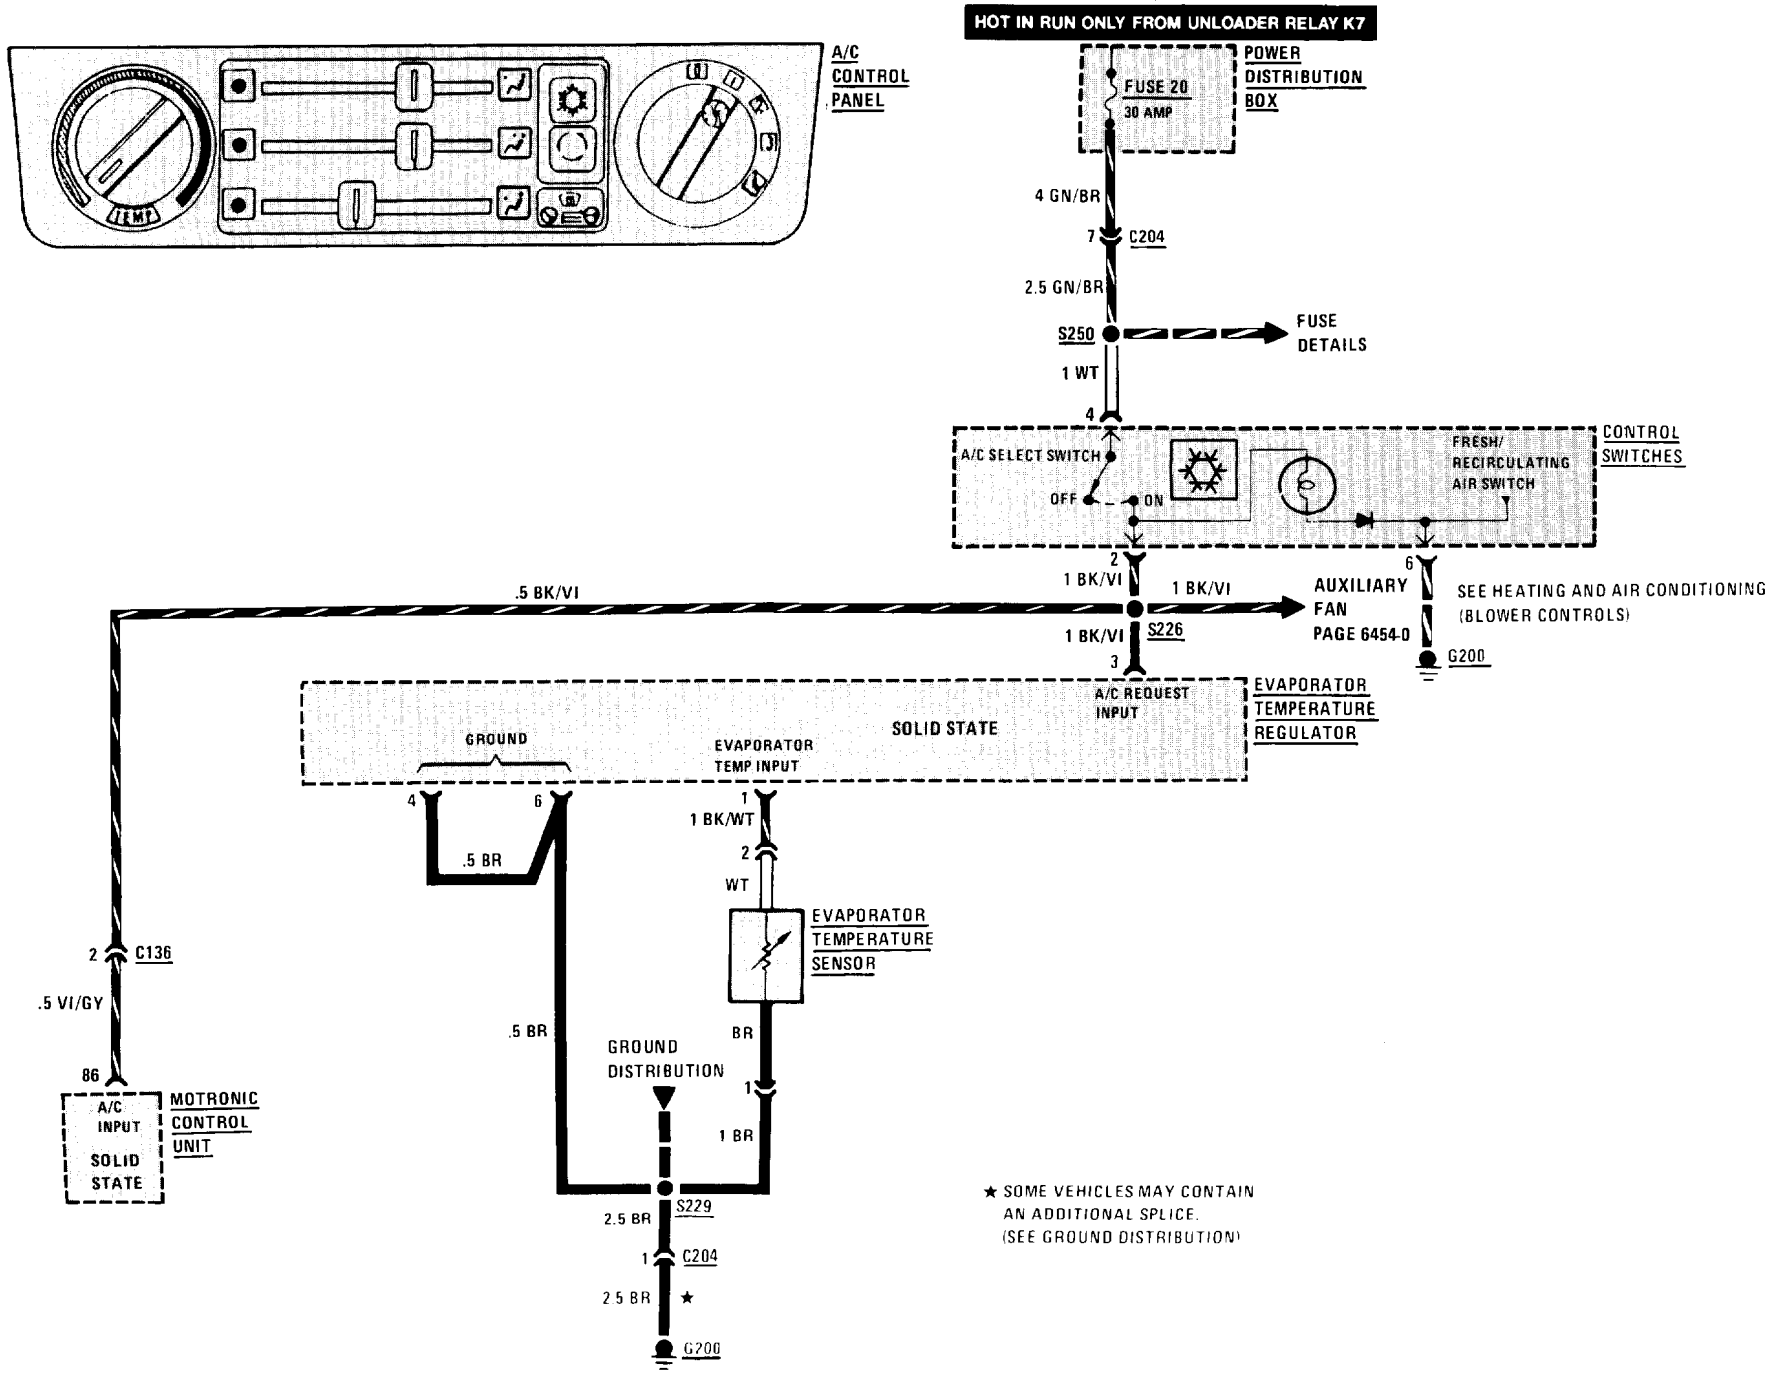 HOT IN RUN ONLY FROM UNLOADER RELAY K7
A/C
CONTROL
PANEL
TEMP
POWER
DISTRIBUTION
BOX
FUSE 20
30 AMP
4 GN/BR
7
C204
2.5 GN/BR
S250
FUSE
DETAILS
1 WT
4
CONTROL
SWITCHES
A/C SELECT SWITCH
OFF
ON
FRESH/
RECIRCULATING
AIR SWITCH
2
1 BK/VI
6
.5 BK/VI
1 BK/VI
AUXILIARY
FAN
PAGE 6454-0
SEE HEATING AND AIR CONDITIONING
(BLOWER CONTROLS)
S226
1 BK/VI
3
G200
A/C REQUEST
INPUT
EVAPORATOR
TEMPERATURE
REGULATOR
SOLID STATE
GROUND
EVAPORATOR
TEMP INPUT
4
6
1
1 BK/WT
.5 BR
2
WT
EVAPORATOR
TEMPERATURE
SENSOR
2
C136
.5 VI/GY
.5 BR
BR
GROUND
DISTRIBUTION
86
1
A/C
INPUT
SOLID
STATE
MOTRONIC
CONTROL
UNIT
1 BR
S229
2.5 BR
1
C204
2.5 BR ★
G200
★ SOME VEHICLES MAY CONTAIN
AN ADDITIONAL SPLICE.
(SEE GROUND DISTRIBUTION)